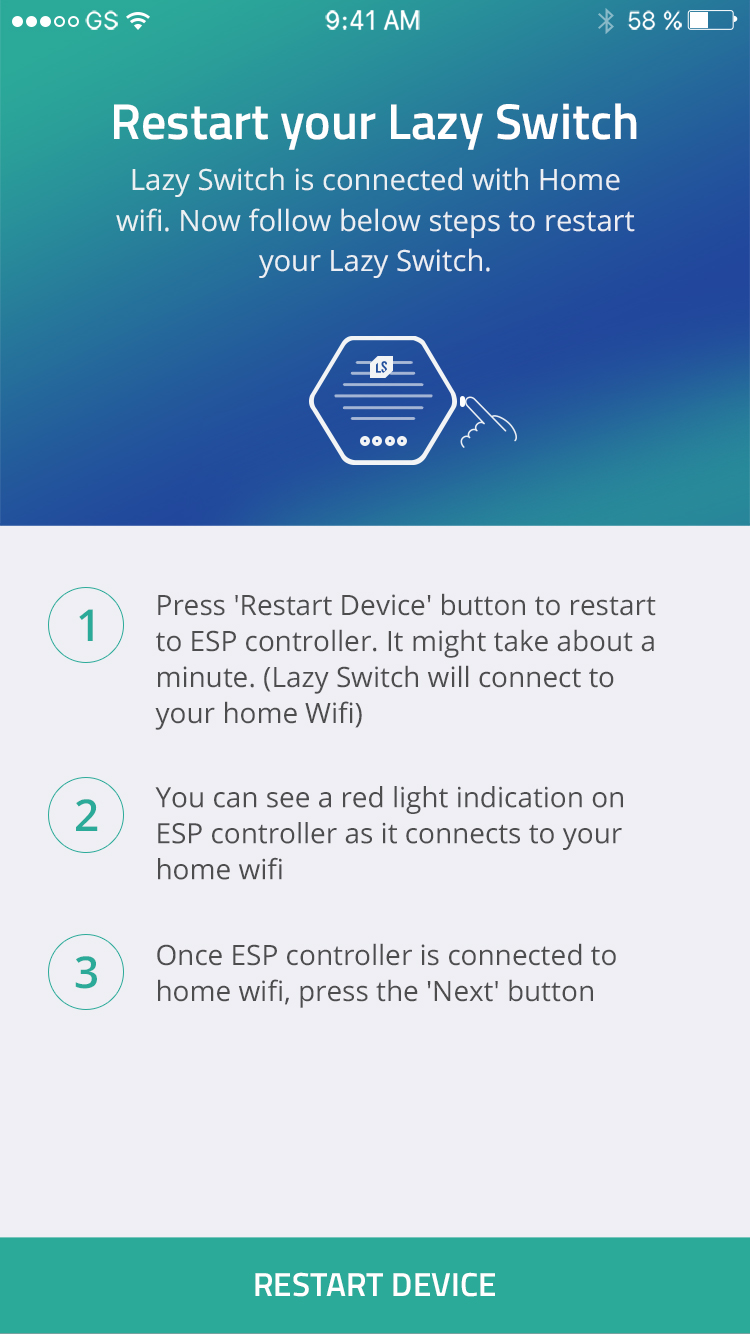 GS 9:41 AM 58 %
Restart your Lazy Switch
Lazy Switch is connected with Home
wifi. Now follow below steps to restart
your Lazy Switch.
LS
1 Press 'Restart Device' button to restart
to ESP controller. It might take about a
minute. (Lazy Switch will connect to
your home Wifi)
2 You can see a red light indication on
ESP controller as it connects to your
home wifi
3 Once ESP controller is connected to
home wifi, press the 'Next' button
RESTART DEVICE